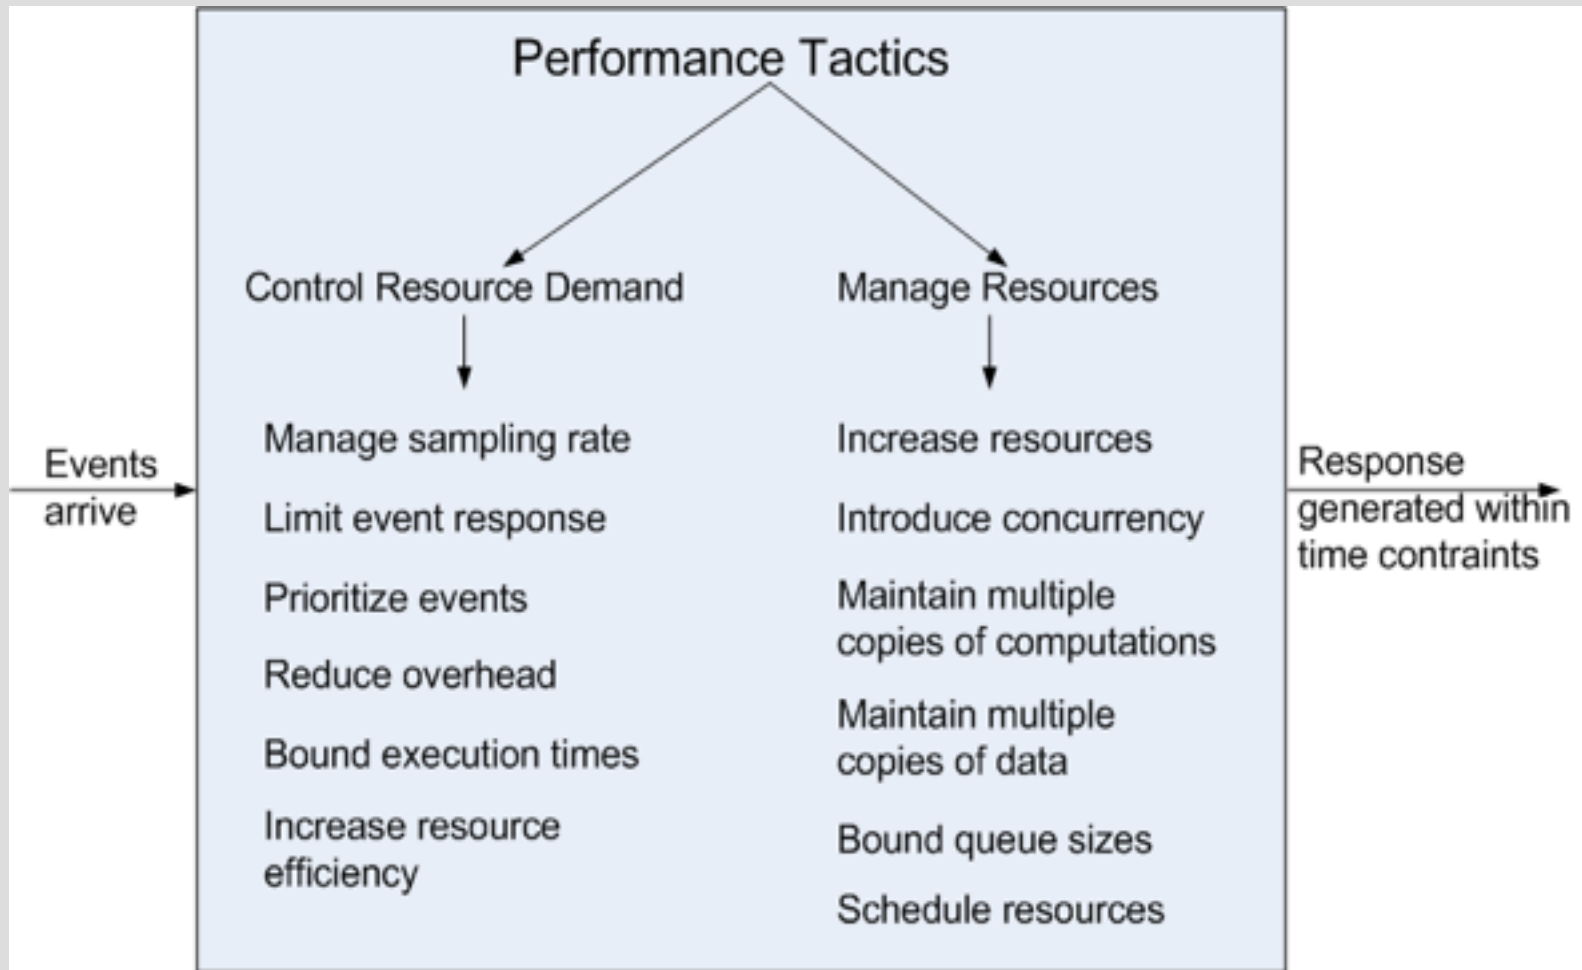 Performance Tactics
Control Resource Demand
Manage sampling rate
Limit event response
Prioritize events
Reduce overhead
Bound execution times
Increase resource
efficiency
Manage Resources
Increase resources
Introduce concurrency
Maintain multiple
copies of computations
Maintain multiple
copies of data
Bound queue sizes
Schedule resources
Events
arrive
Response
generated within
time contraints